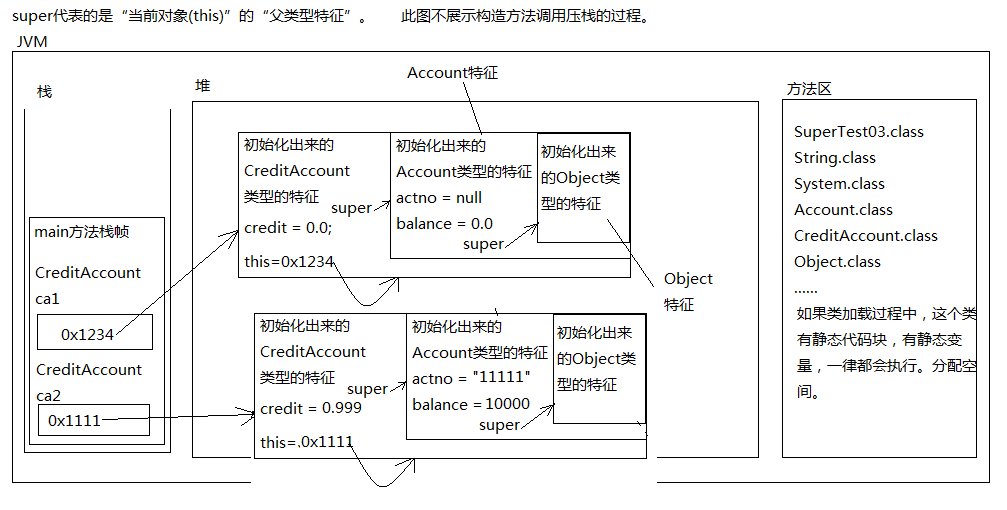 super代表的是“当前对象(this)”的“父类型特征”。 此图不展示构造方法调用压栈的过程。
JVM
栈
main方法栈帧
CreditAccount
ca1
0x1234
CreditAccount
ca2
0x1111
堆
Account特征
初始化出来的
CreditAccount
类型的特征
super
credit = 0.0;
this=0x1234
初始化出来的
Account类型的特征
actno = null
balance = 0.0
super
初始化出来
的Object类
型的特征
Object
特征
初始化出来的
CreditAccount
类型的特征
super
credit = 0.999
this=.0x1111
初始化出来的
Account类型的特征
actno = "11111"
balance = 10000
super
初始化出来
的Object类
型的特征
方法区
SuperTest03.class
String.class
System.class
Account.class
CreditAccount.class
Object.class
......
如果类加载过程中，这个类
有静态代码块，有静态变
量，一律都会执行。分配空
间。